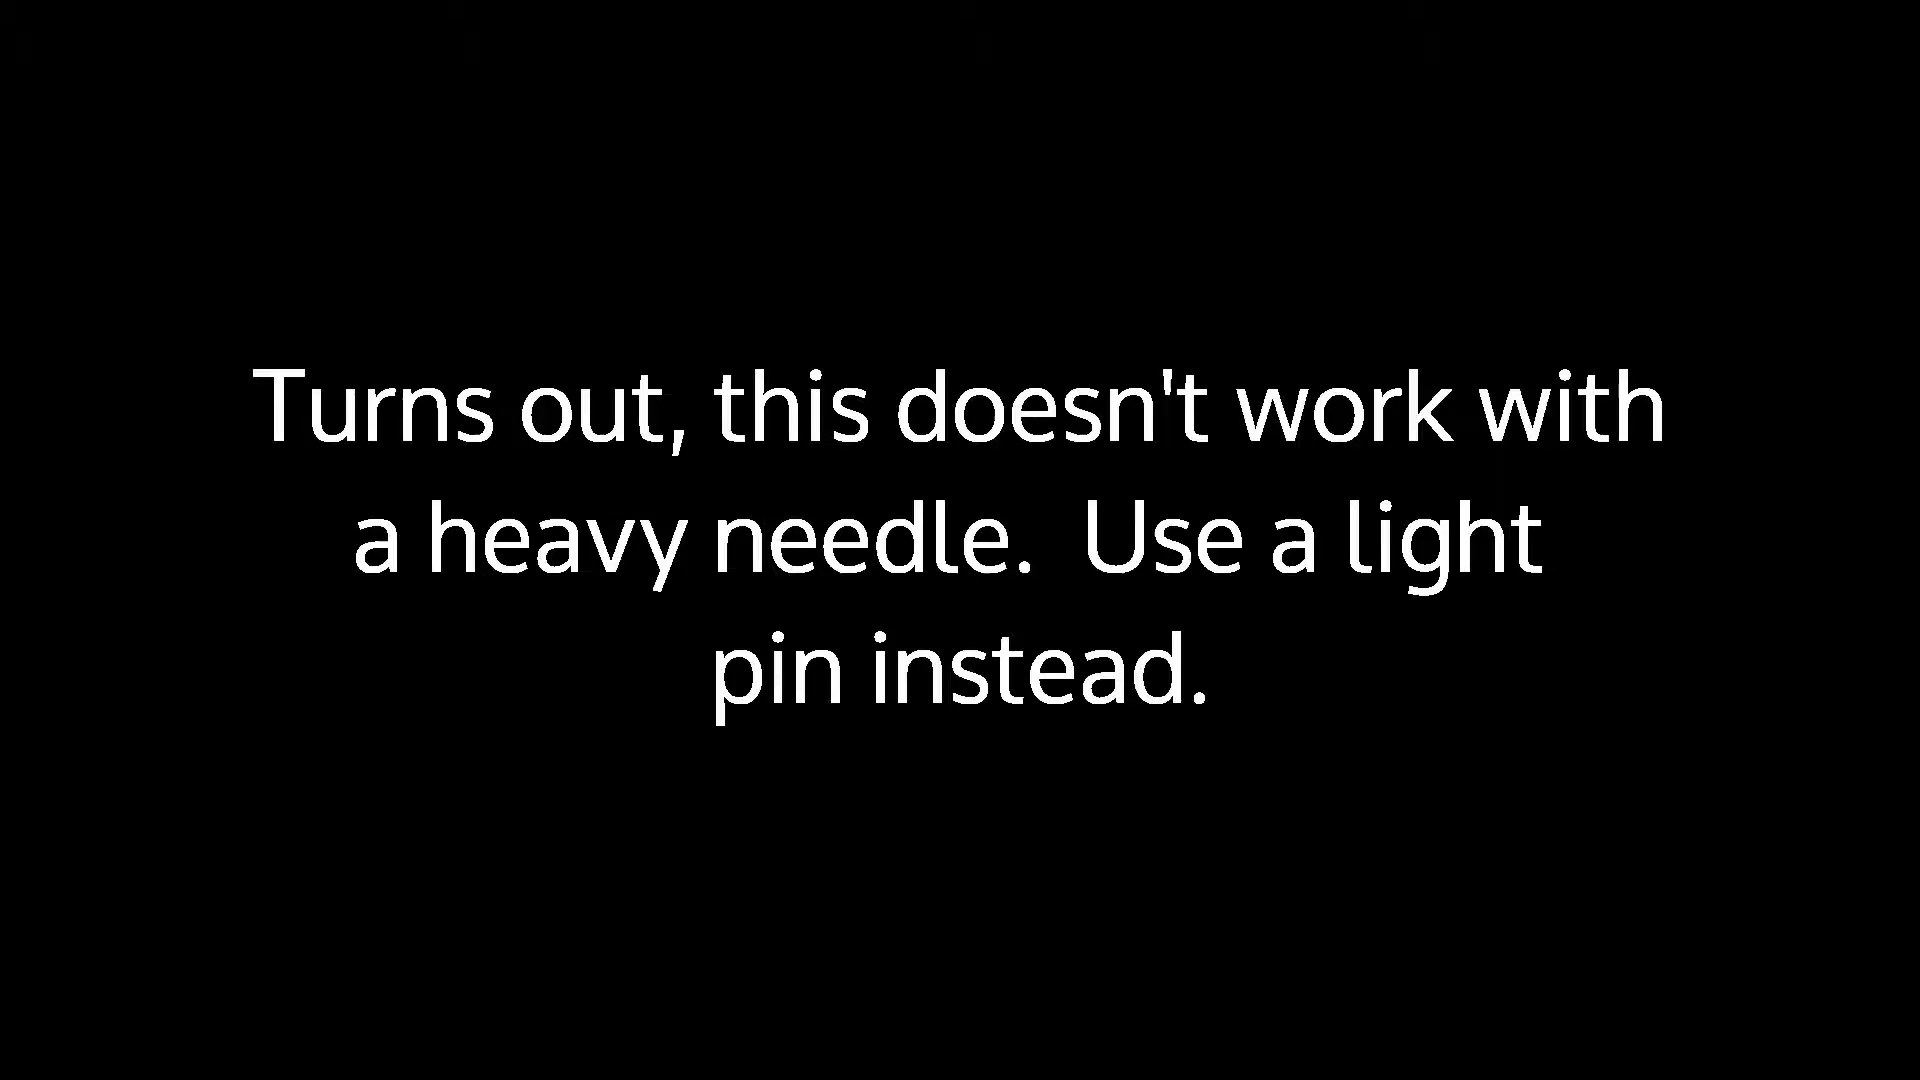 Turns out, this doesn't work with
a heavy needle.  Use a light
pin instead.